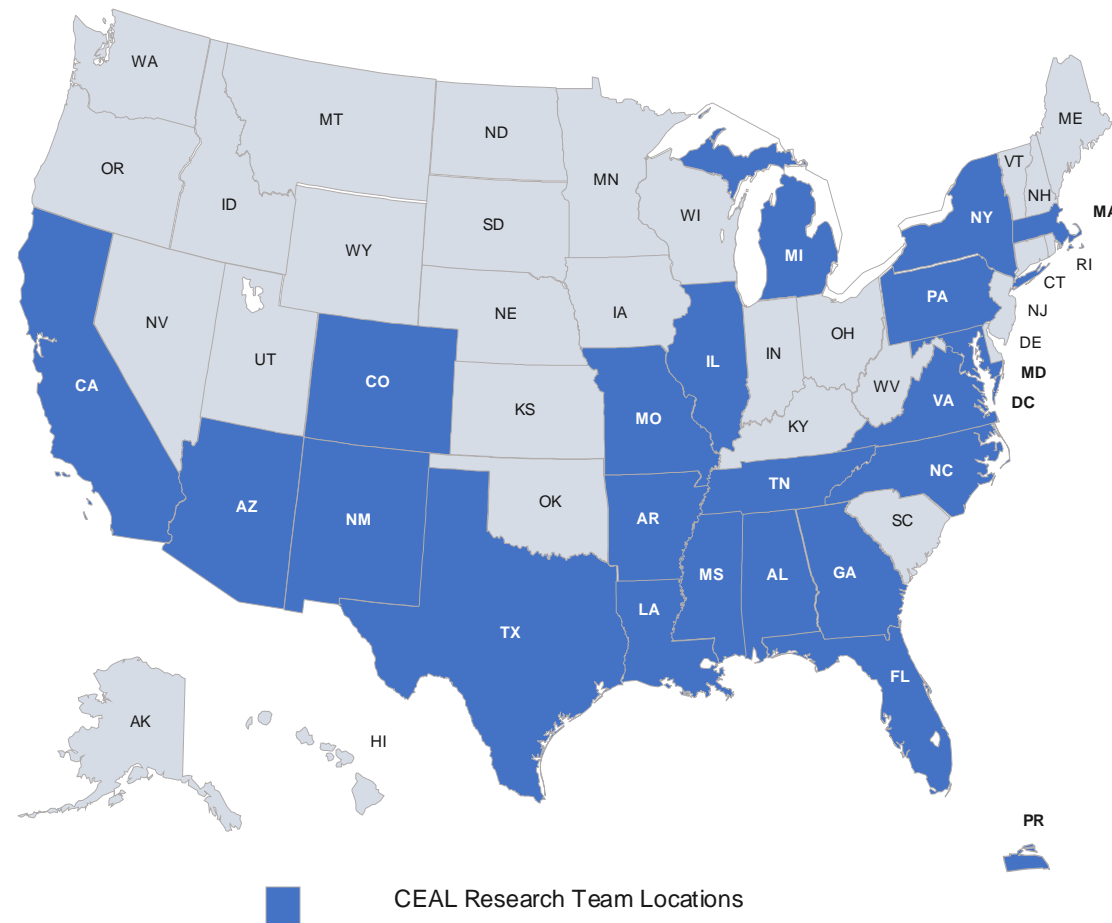 WA
MT
ND
ME
OR
MN
VT
ID
SD
WI
NH
NY
MA
WY
MI
RI
CT
NE
IA
PA
NJ
NV
OH
IN
DE
UT
IL
CO
WV
MD
CA
KS
MO
VA
DC
KY
NC
TN
AZ
NM
OK
AR
SC
MS
AL
GA
LA
TX
FL
AK
HI
PR
CEAL Research Team Locations